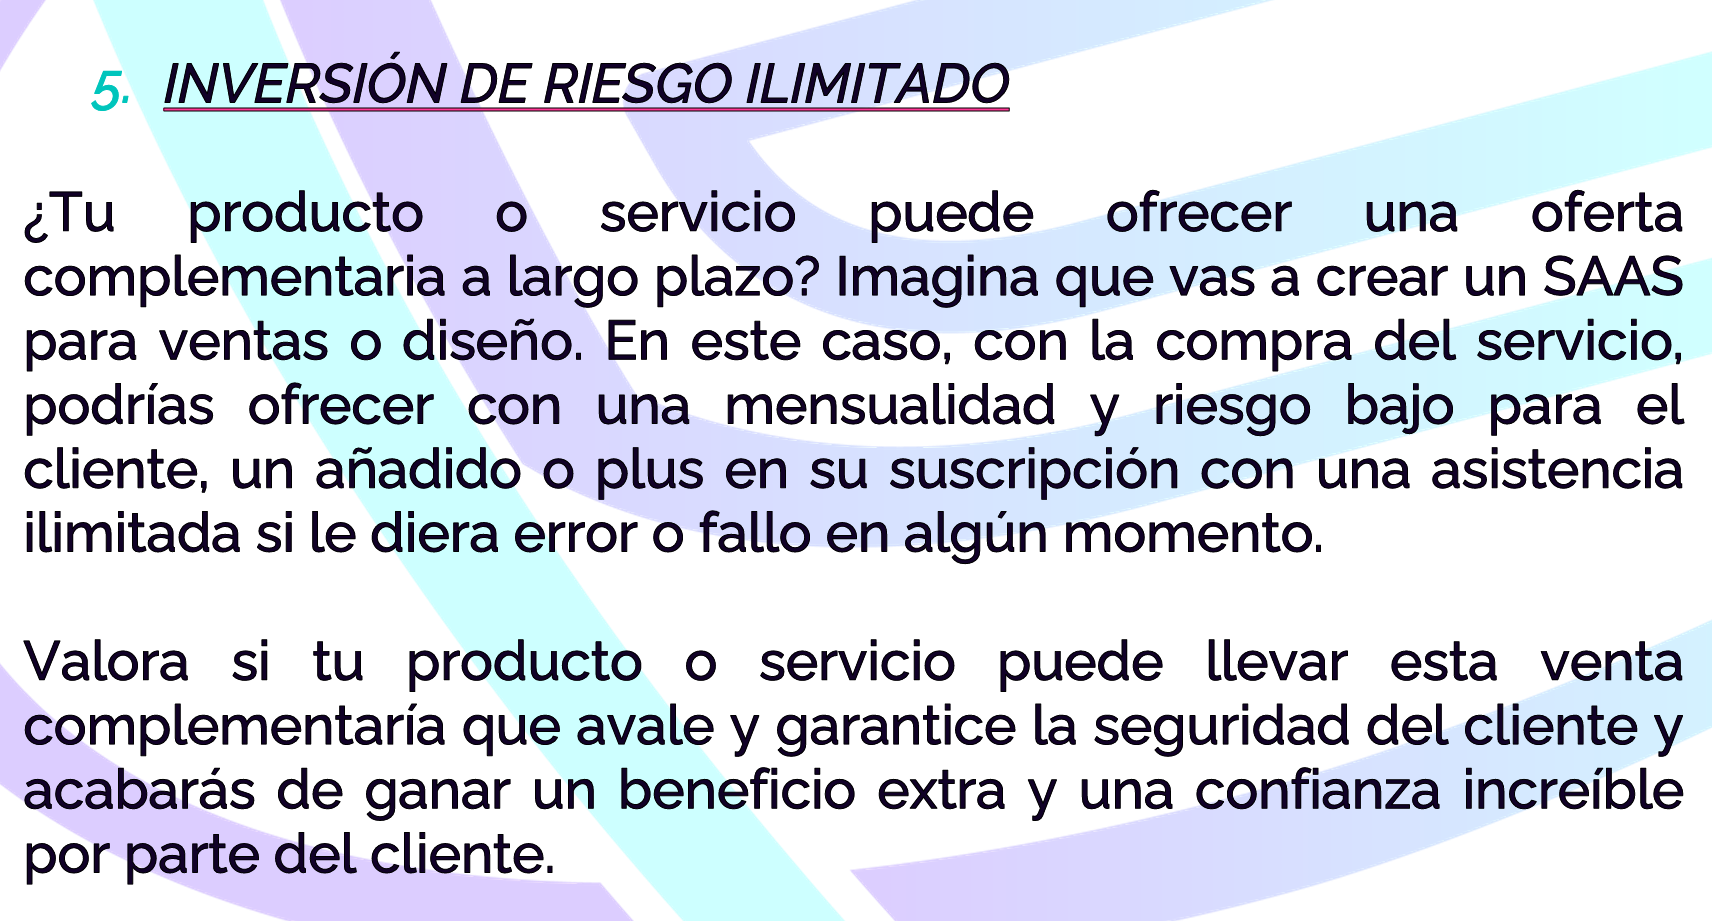 5. INVERSIÓN DE RIESGO ILIMITADO
¿Tu producto o servicio puede ofrecer una oferta
complementaria a largo plazo? Imagina que vas a crear un SAAS
para ventas o diseño. En este caso, con la compra del servicio,
podrías ofrecer con una mensualidad y riesgo bajo para el
cliente, un añadido o plus en su suscripción con una asistencia
ilimitada si le diera error o fallo en algún momento.
Valora si tu producto o servicio puede llevar esta venta
complementaría que avale y garantice la seguridad del cliente y
acabarás de ganar un beneficio extra y una confianza increíble
por parte del cliente.